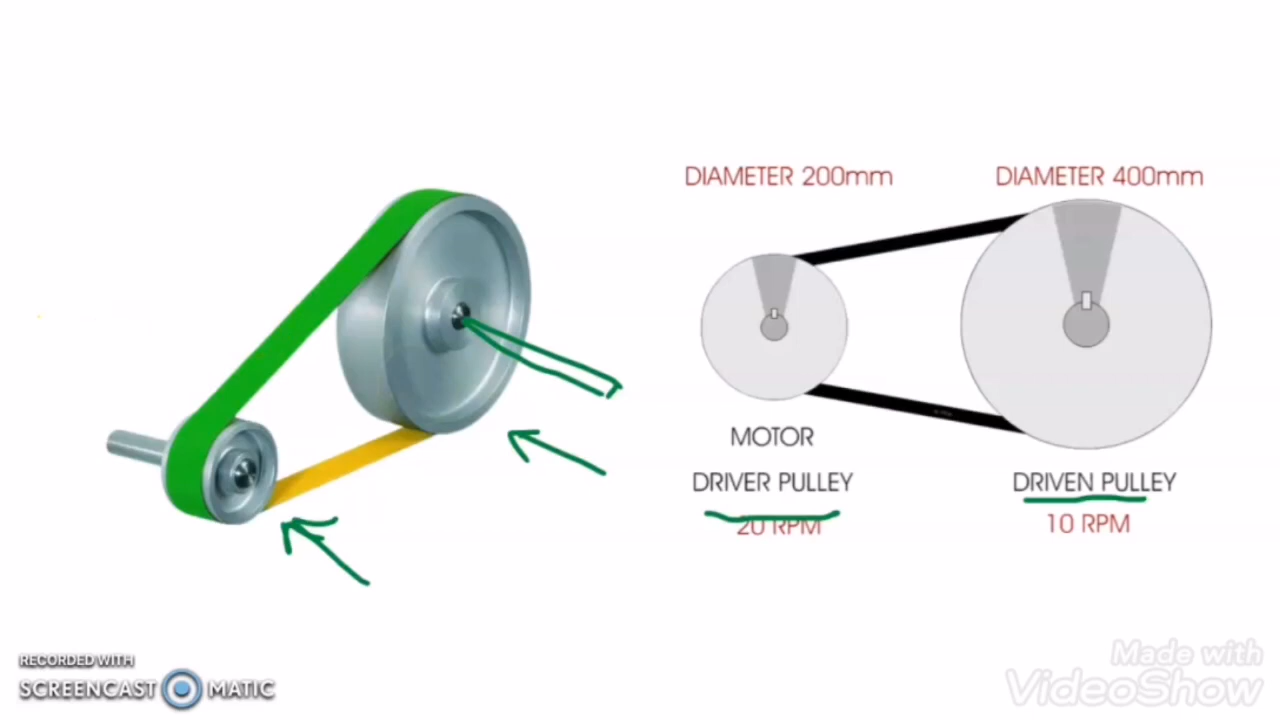 DIAMETER 200mm
DIAMETER 400mm
MOTOR
DRIVER PULLEY
DRIVEN PULLEY
20 RPM
10 RPM
RECORDED WITH
SCREENCAST MATIC
Made with
VideoShow